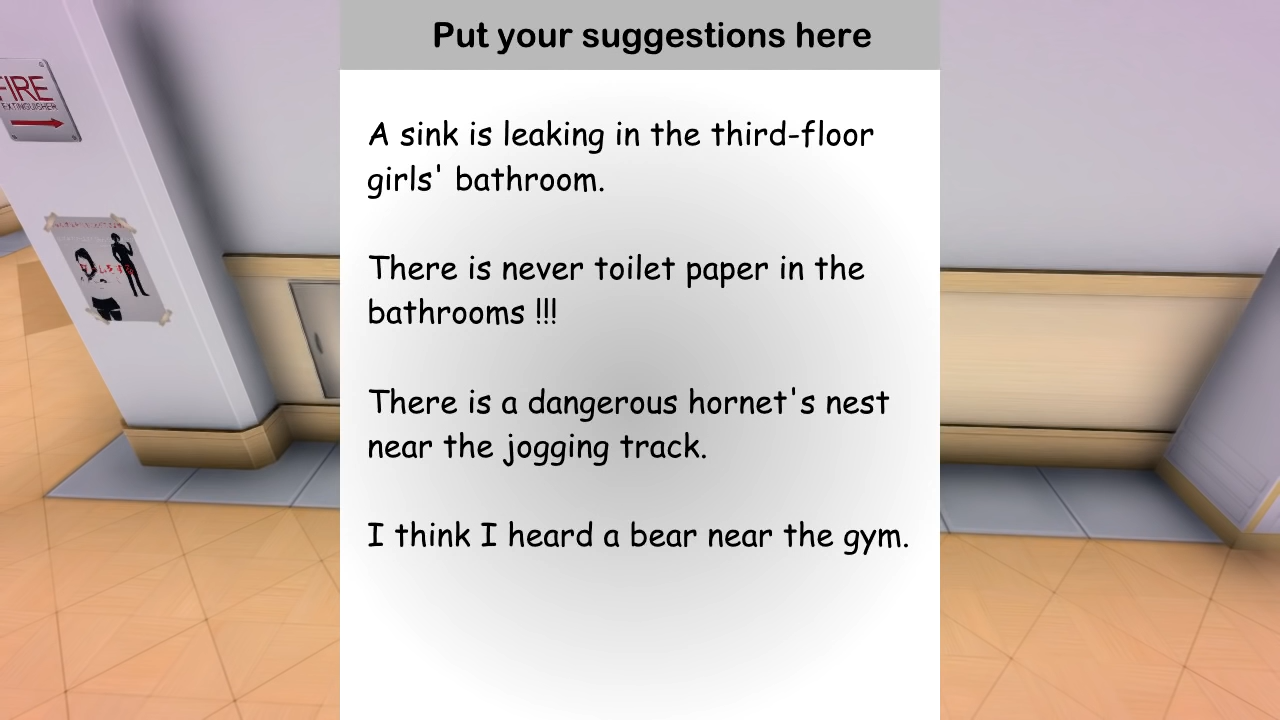 Put your suggestions here
FIRE
EXTINGUISHER
A sink is leaking in the third-floor
girls' bathroom.
There is never toilet paper in the
bathrooms !!!
There is a dangerous hornet's nest
near the jogging track.
I think I heard a bear near the gym.